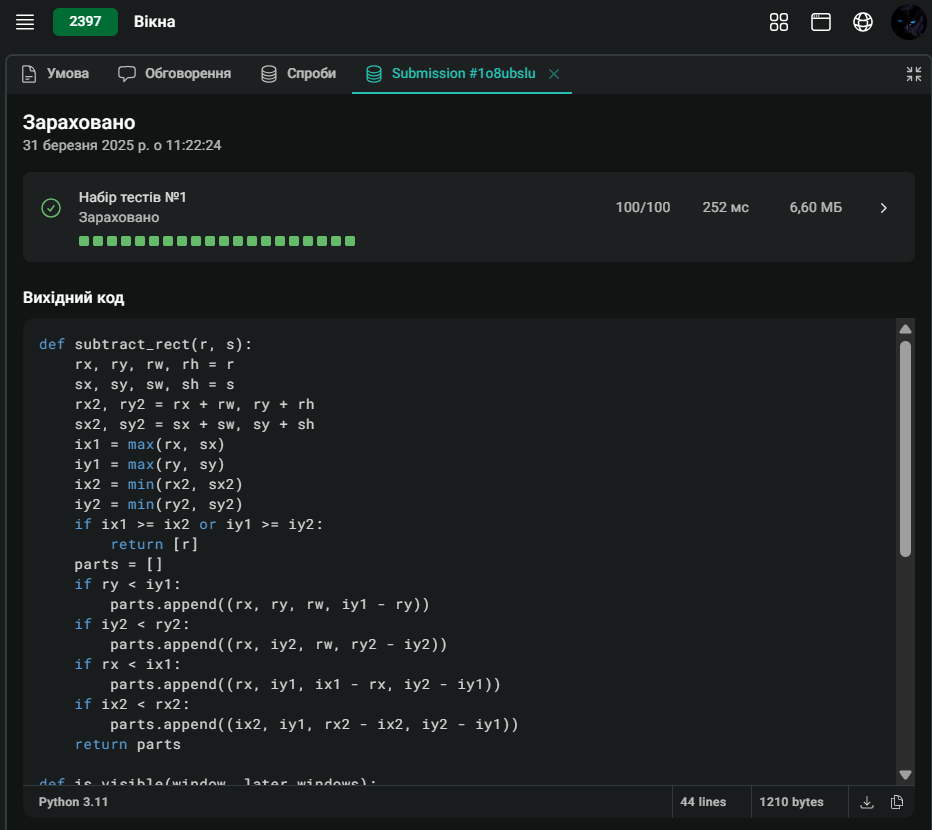 2397 Вікна
Умова Обговорення Спроби Submission #1o8ubslu
Зараховано
31 березня 2025 р. о 11:22:24
Набір тестів №1
Зараховано
100/100 252 мс 6,60 МБ
Вихідний код
def subtract_rect(r, s):
    rx, ry, rw, rh = r
    sx, sy, sw, sh = s
    rx2, ry2 = rx + rw, ry + rh
    sx2, sy2 = sx + sw, sy + sh
    ix1 = max(rx, sx)
    iy1 = max(ry, sy)
    ix2 = min(rx2, sx2)
    iy2 = min(ry2, sy2)
    if ix1 >= ix2 or iy1 >= iy2:
        return [r]
    parts = []
    if ry < iy1:
        parts.append((rx, ry, rw, iy1 - ry))
    if iy2 < ry2:
        parts.append((rx, iy2, rw, ry2 - iy2))
    if rx < ix1:
        parts.append((rx, iy1, ix1 - rx, iy2 - iy1))
    if ix2 < rx2:
        parts.append((ix2, iy1, rx2 - ix2, iy2 - iy1))
    return parts
def is_visible(window, later_windows):
Python 3.11 44 lines 1210 bytes